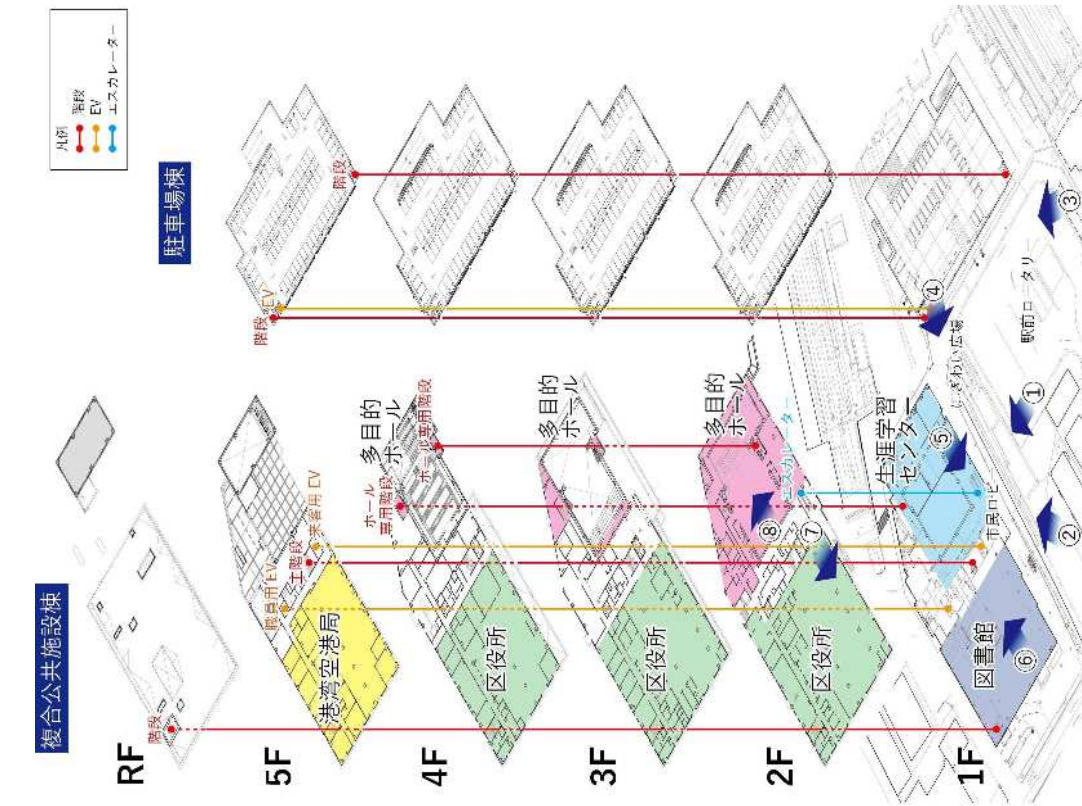 凡例
階段
EV
エスカレーター
複合公共施設棟
駐車場棟
RF
階段
5F
職員用EV
主階段
来客用EV
港湾空港局
階段
EV
階段
4F
ホール
専用階段
多目的
ホール
ホール専用階段
区役所
3F
多目的
ホール
区役所
2F
多目的
ホール
エスカレーター
区役所
⑧
⑦
1F
生涯学習
センター
図書館
市民ロビ
にぎわい広場
駅前ロータリー
①
②
③
④
⑤
⑥